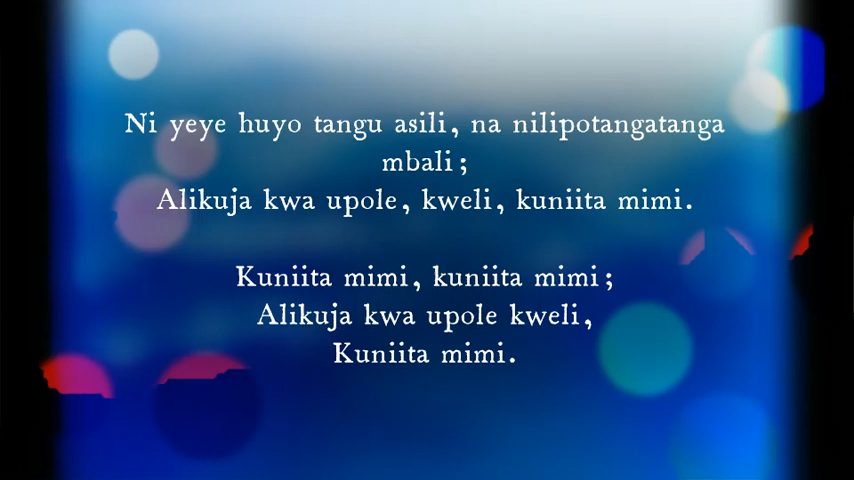 Ni yeye huyo tangu asili, na nilipotangatanga
mbali;
Alikuja kwa upole, kweli, kuniita mimi.
Kuniita mimi, kuniita mimi;
Alikuja kwa upole kweli,
Kuniita mimi.